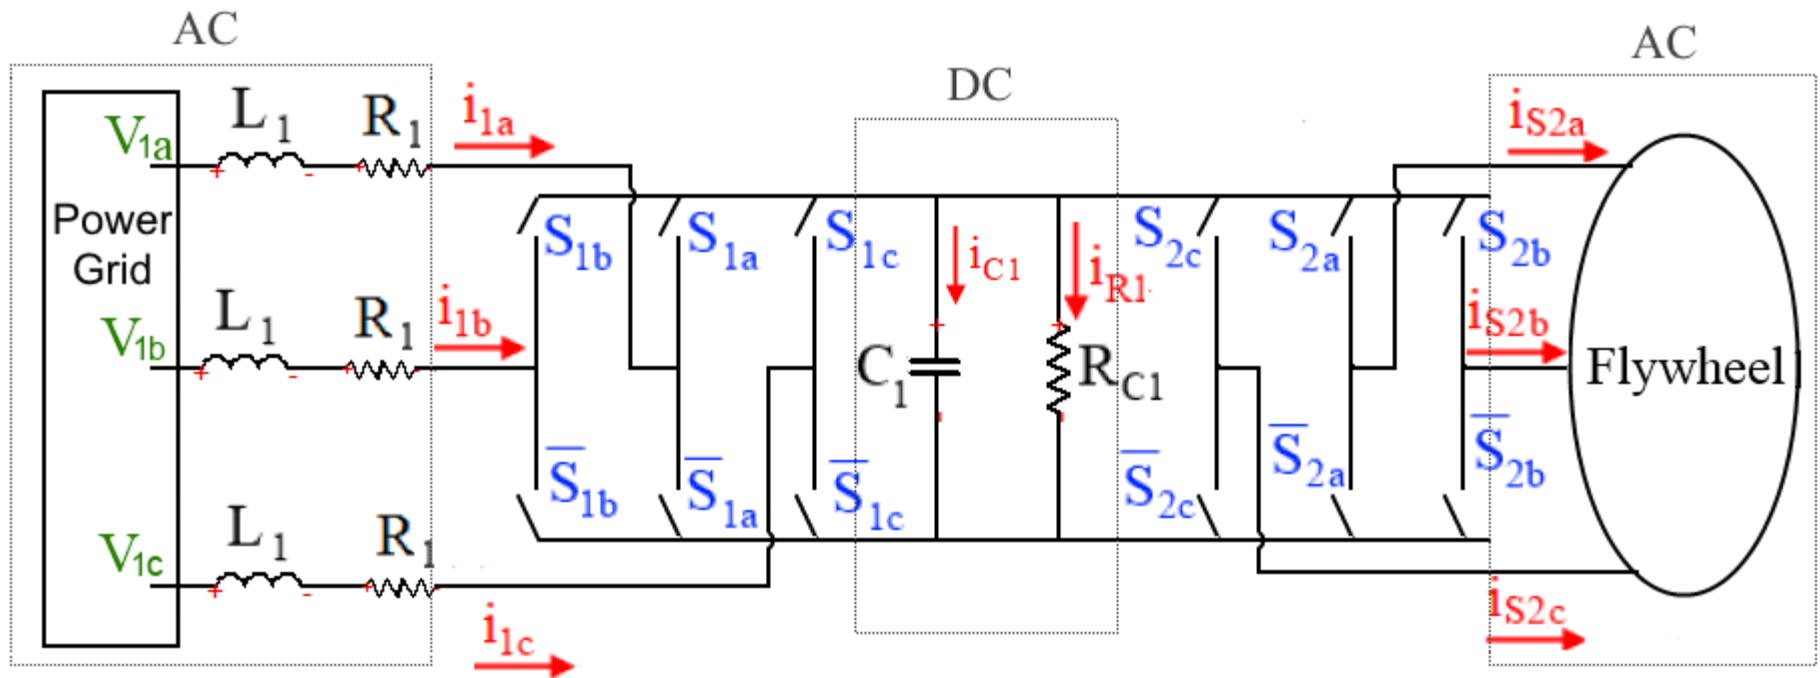 AC
DC
AC
V1a
L1
R1
i1a
iS2a
Power
Grid
S1b
S1a
S1c
iC1
iR1
S2c
S2a
S2b
V1b
L1
R1
i1b
C1
RC1
iS2b
Flywheel
S̅1b
S̅1a
S̅1c
S̅2c
S̅2a
S̅2b
V1c
L1
R1
i1c
iS2c